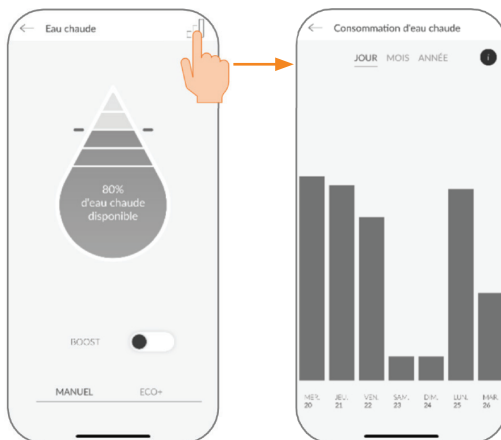 Eau chaude
80%
d'eau chaude
disponible
BOOST
MANUEL ECO+
Consommation d'eau chaude
JOUR MOIS ANNÉE
i
MER. JEU. VEN. SAM. DIM. LUN. MAR.
20 21 22 23 24 25 26